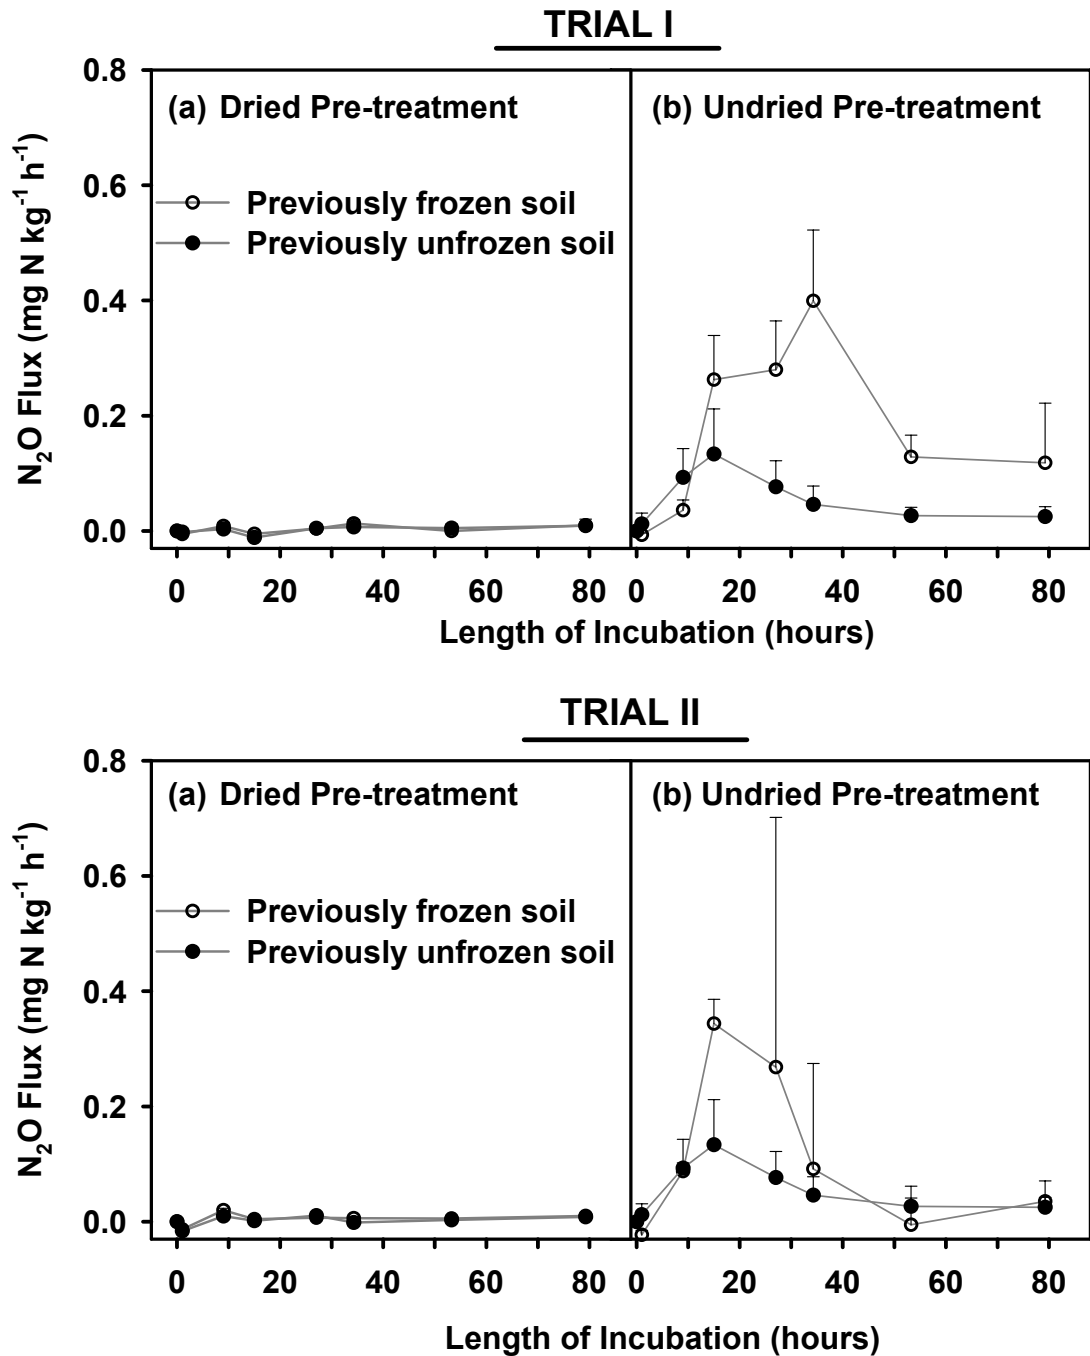 TRIAL I
(a) Dried Pre-treatment
(b) Undried Pre-treatment
Previously frozen soil
Previously unfrozen soil
N₂O Flux (mg N kg⁻¹ h⁻¹)
0.8
0.6
0.4
0.2
0.0
0 20 40 60 80 0 20 40 60 80
Length of Incubation (hours)
TRIAL II
(a) Dried Pre-treatment
(b) Undried Pre-treatment
Previously frozen soil
Previously unfrozen soil
N₂O Flux (mg N kg⁻¹ h⁻¹)
0.8
0.6
0.4
0.2
0.0
0 20 40 60 80 0 20 40 60 80
Length of Incubation (hours)